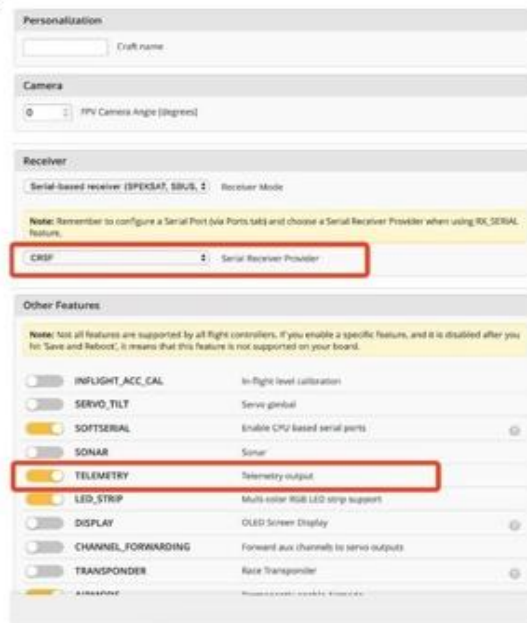 Personalization
Craft name
Camera
0 FPV Camera Angle [degrees]
Receiver
Serial-based receiver (SPEKSAT, SBUS, Receiver Mode
Note: Remember to configure a Serial Port (via Ports tab) and choose a Serial Receiver Provider when using RX_SERIAL
feature.
CRSF Serial Receiver Provider
Other Features
Note: Not all features are supported by all flight controllers. If you enable a specific feature, and it is disabled after you
hit 'Save and Reboot', it means that this feature is not supported on your board.
INFLIGHT_ACC_CAL In-flight level calibration
SERVO_TILT Servo gimbal
SOFTSERIAL Enable CPU based serial ports
SONAR Sonar
TELEMETRY Telemetry output
LED_STRIP Multi-color RGB LED strip support
DISPLAY OLED Screen Display
CHANNEL_FORWARDING Forward aux channels to servo outputs
TRANSPONDER Race Transponder